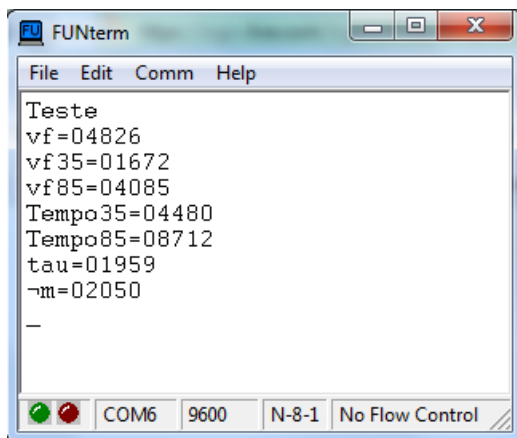 FUNterm
File Edit Comm Help
Teste
vf=04826
vf35=01672
vf85=04085
Tempo35=04480
Tempo85=08712
tau=01959
¬m=02050
_
COM6 9600 N-8-1 No Flow Control